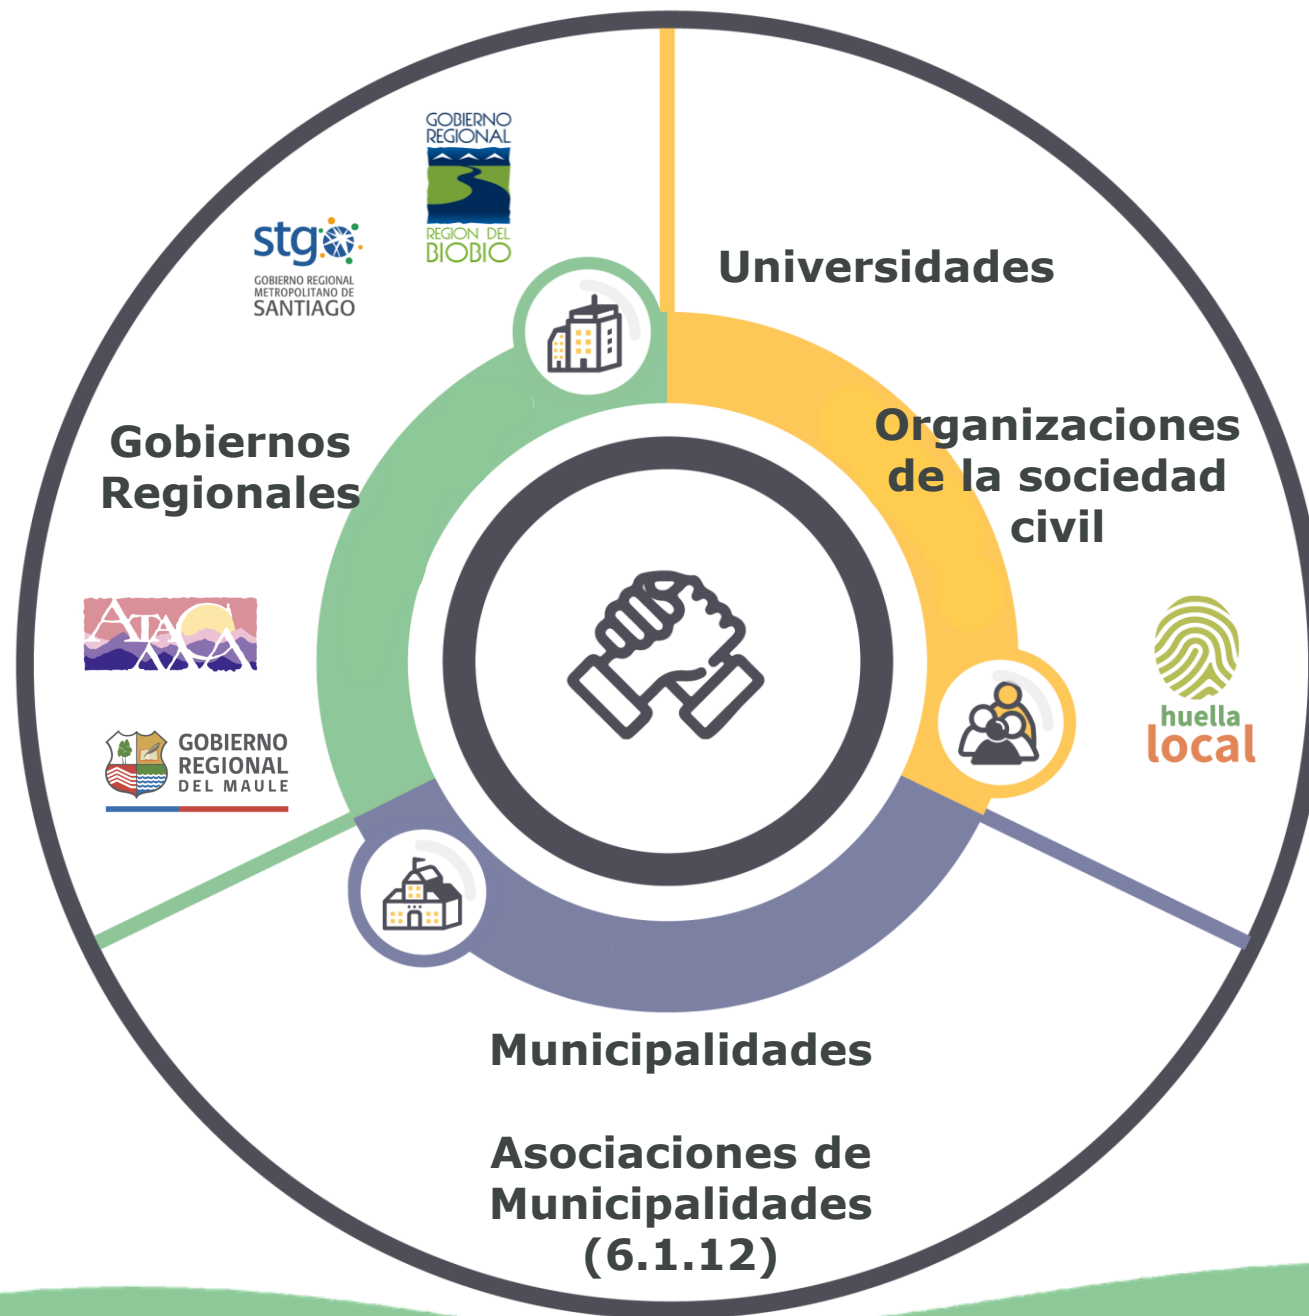 GOBIERNO
REGIONAL
REGION DEL
BIOBIO
stg
GOBIERNO REGIONAL
METROPOLITANO DE
SANTIAGO
Universidades
Gobiernos
Regionales
Organizaciones
de la sociedad
civil
ATACAMA
GOBIERNO
REGIONAL
DEL MAULE
huella
local
Municipalidades
Asociaciones de
Municipalidades
(6.1.12)